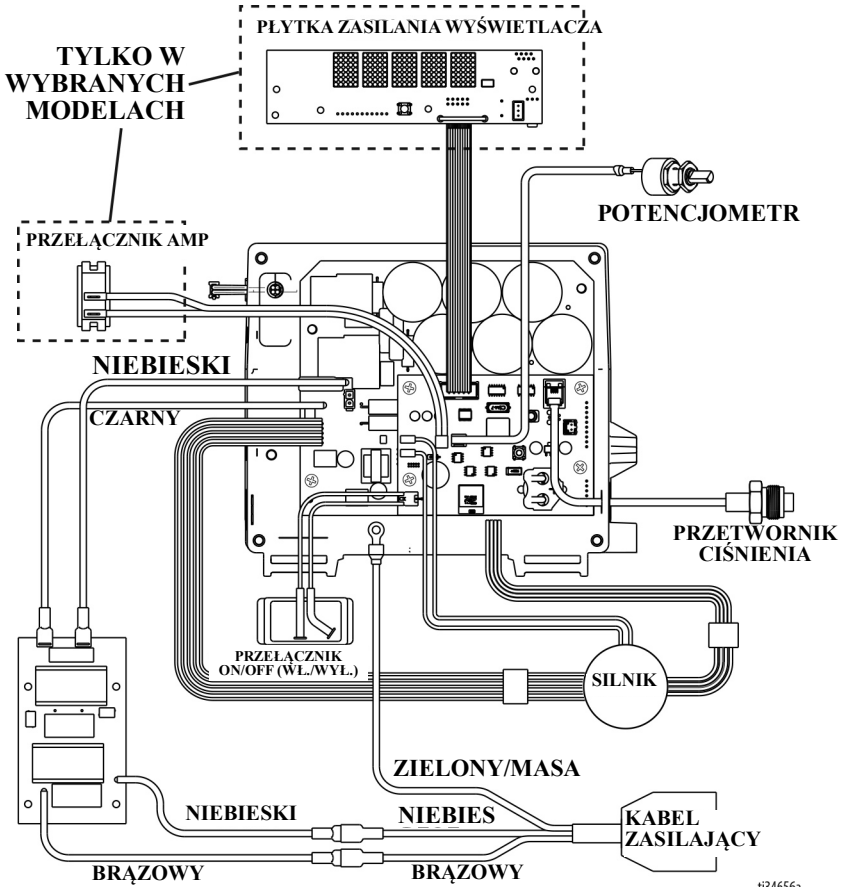 PŁYTKA ZASILANIA WYŚWIETLACZA
TYLKO W
WYBRANYCH
MODELACH
POTENCJOMETR
PRZEŁĄCZNIK AMP
NIEBIESKI
CZARNY
PRZETWORNIK
CIŚNIENIA
PRZEŁĄCZNIK
ON/OFF (WŁ./WYŁ.)
SILNIK
ZIELONY/MASA
NIEBIESKI
NIEBIES
KABEL
ZASILAJĄCY
BRĄZOWY
BRĄZOWY
ti34656a